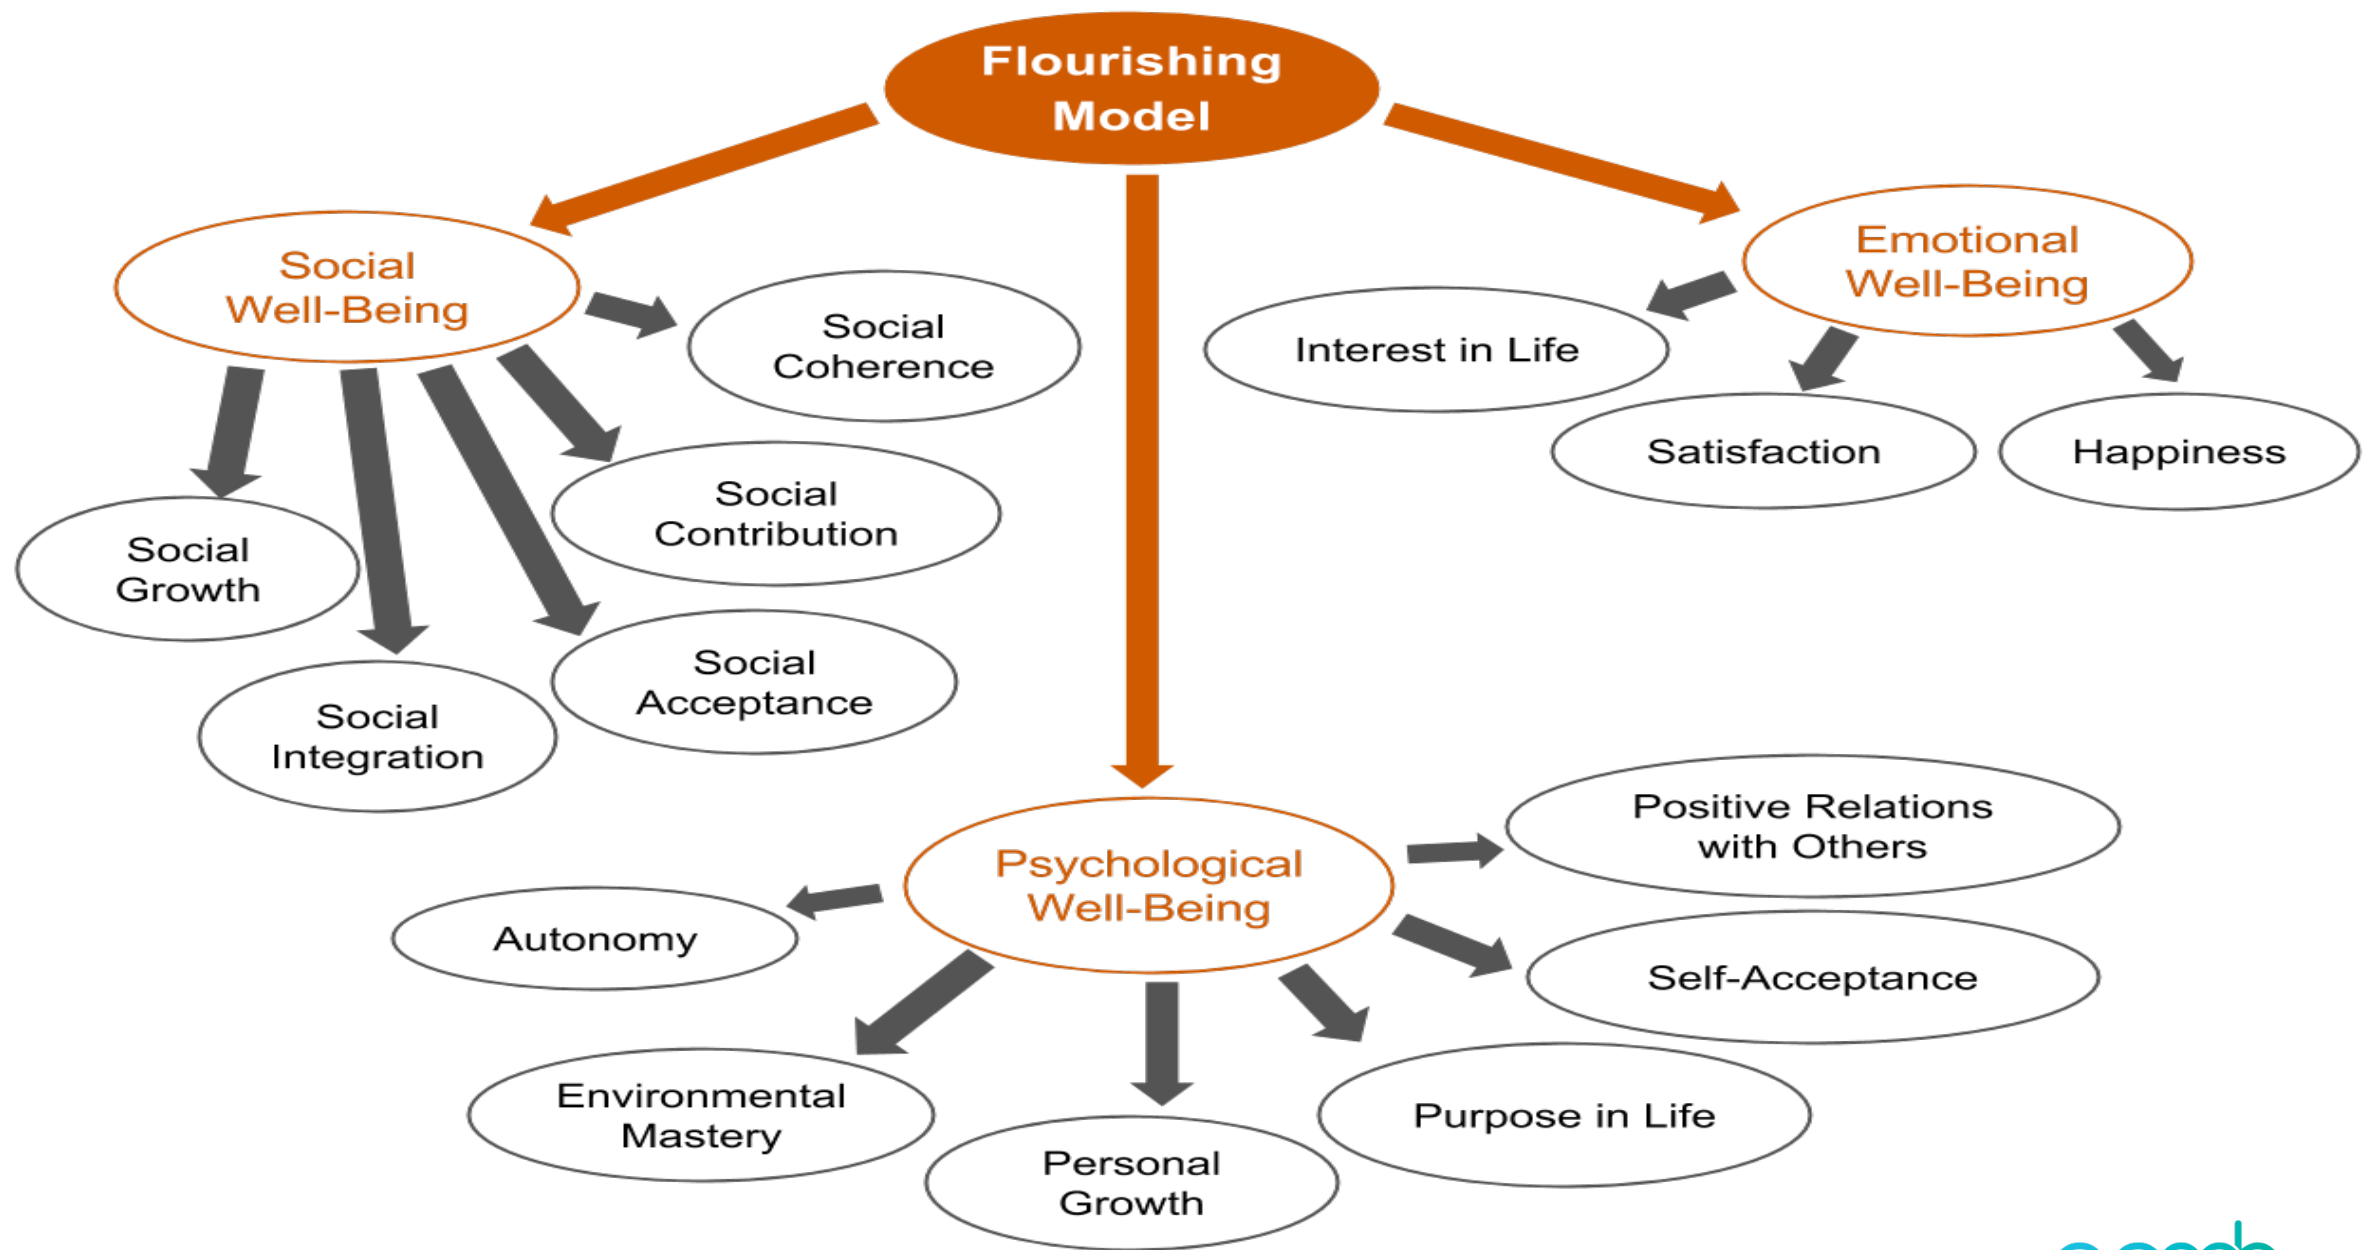 Flourishing
Model
Social
Well-Being
Emotional
Well-Being
Social
Coherence
Interest in Life
Satisfaction
Happiness
Social
Contribution
Social
Growth
Social
Acceptance
Social
Integration
Psychological
Well-Being
Positive Relations
with Others
Autonomy
Self-Acceptance
Environmental
Mastery
Purpose in Life
Personal
Growth